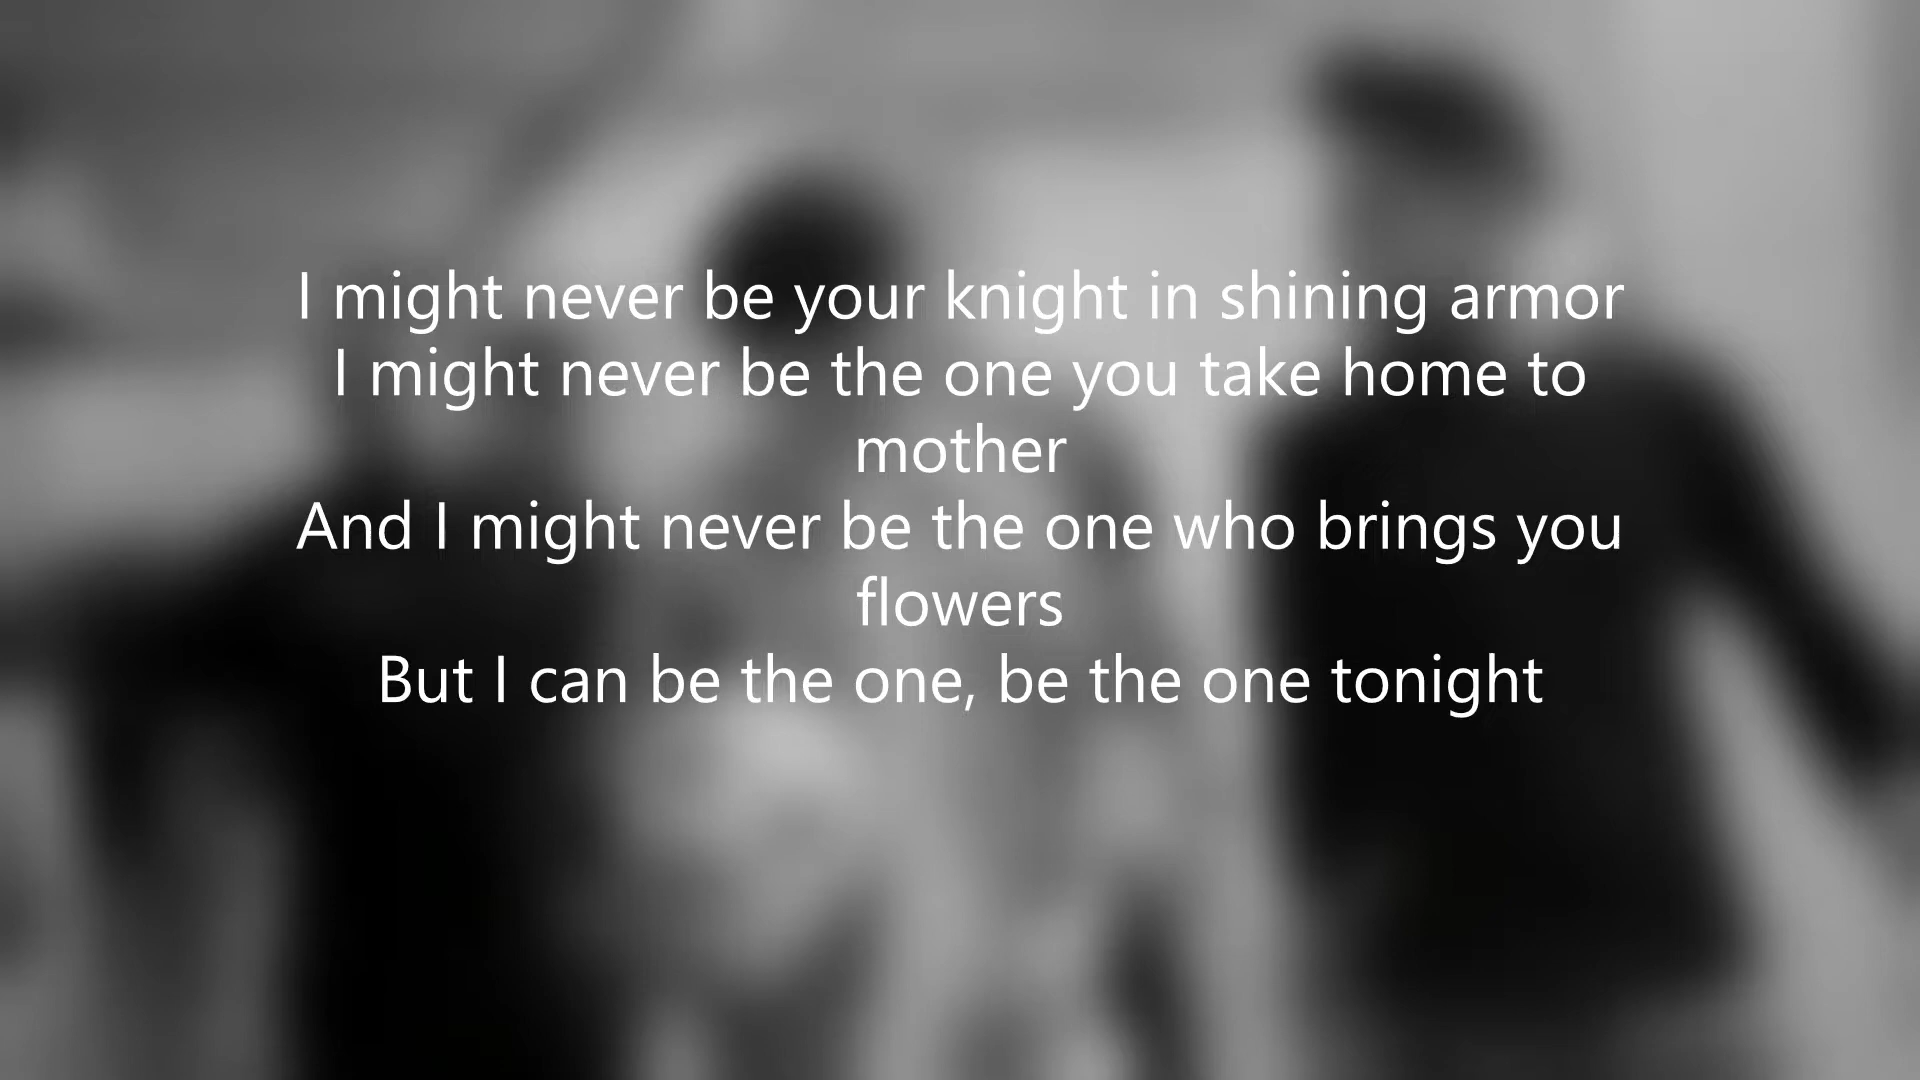 I might never be your knight in shining armor
I might never be the one you take home to
mother
And I might never be the one who brings you
flowers
But I can be the one, be the one tonight